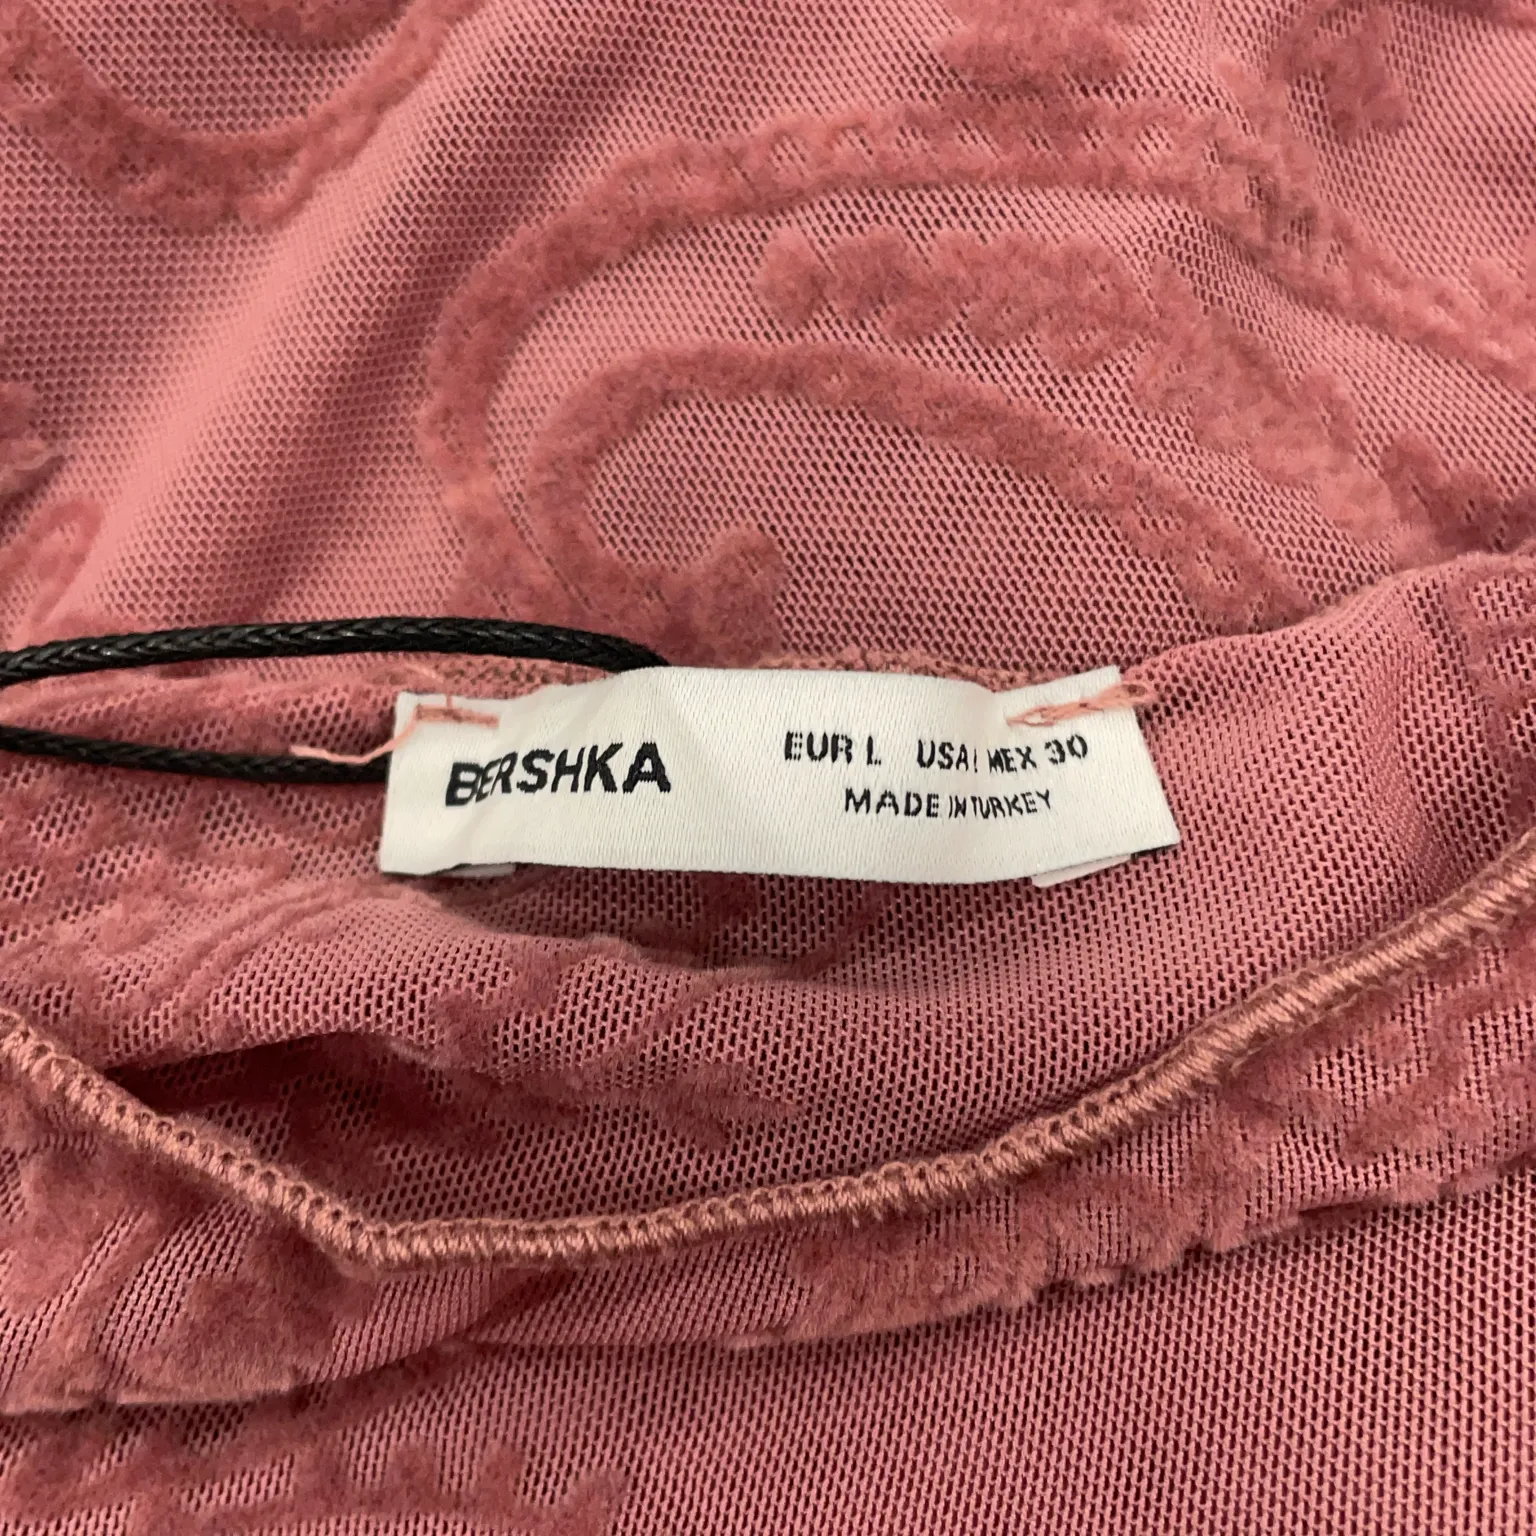 BERSHKA
EUR L USA L MEX 30
MADE IN TURKEY